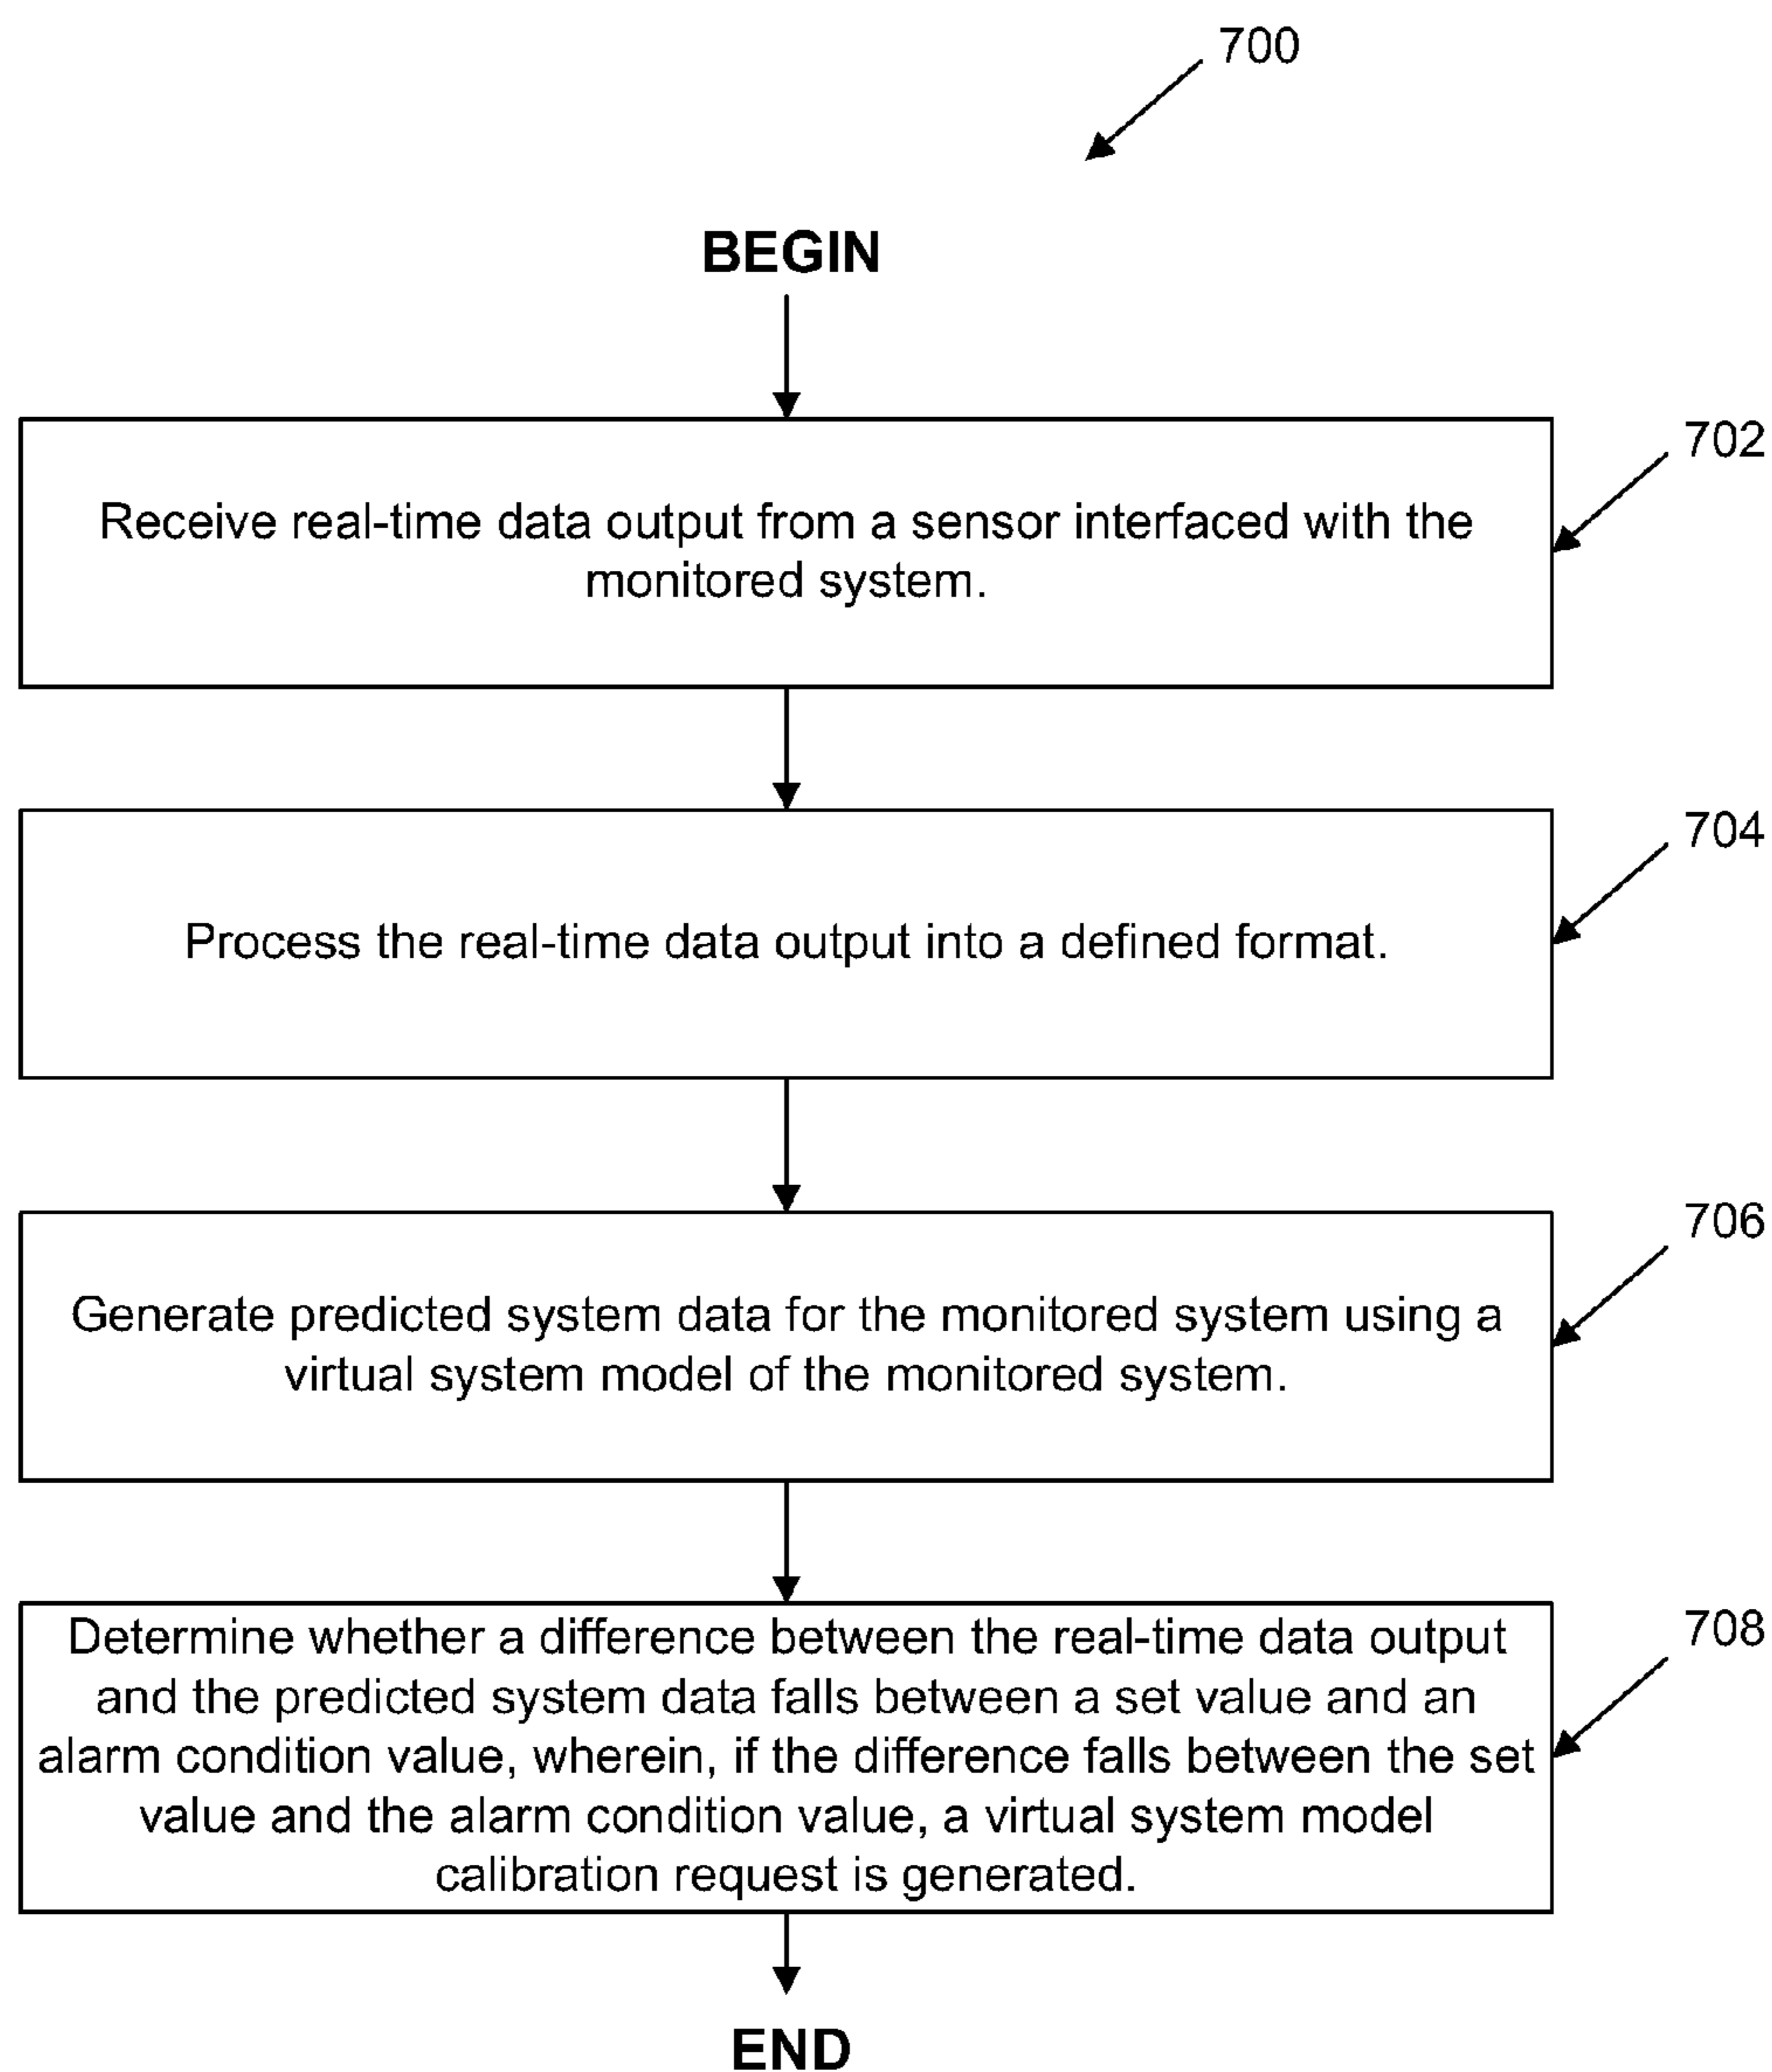 700
BEGIN
702
Receive real-time data output from a sensor interfaced with the
monitored system.
704
Process the real-time data output into a defined format.
706
Generate predicted system data for the monitored system using a
virtual system model of the monitored system.
708
Determine whether a difference between the real-time data output
and the predicted system data falls between a set value and an
alarm condition value, wherein, if the difference falls between the set
value and the alarm condition value, a virtual system model
calibration request is generated.
END